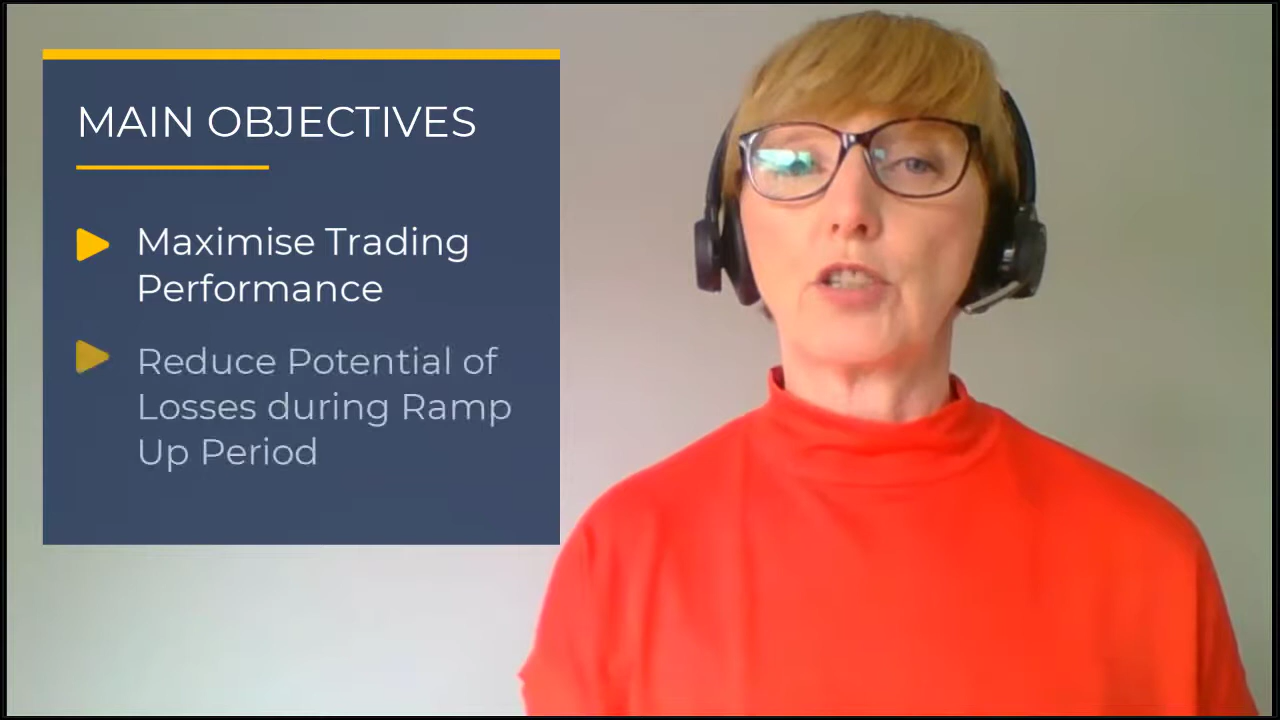 MAIN OBJECTIVES
Maximise Trading
Performance
Reduce Potential of
Losses during Ramp
Up Period